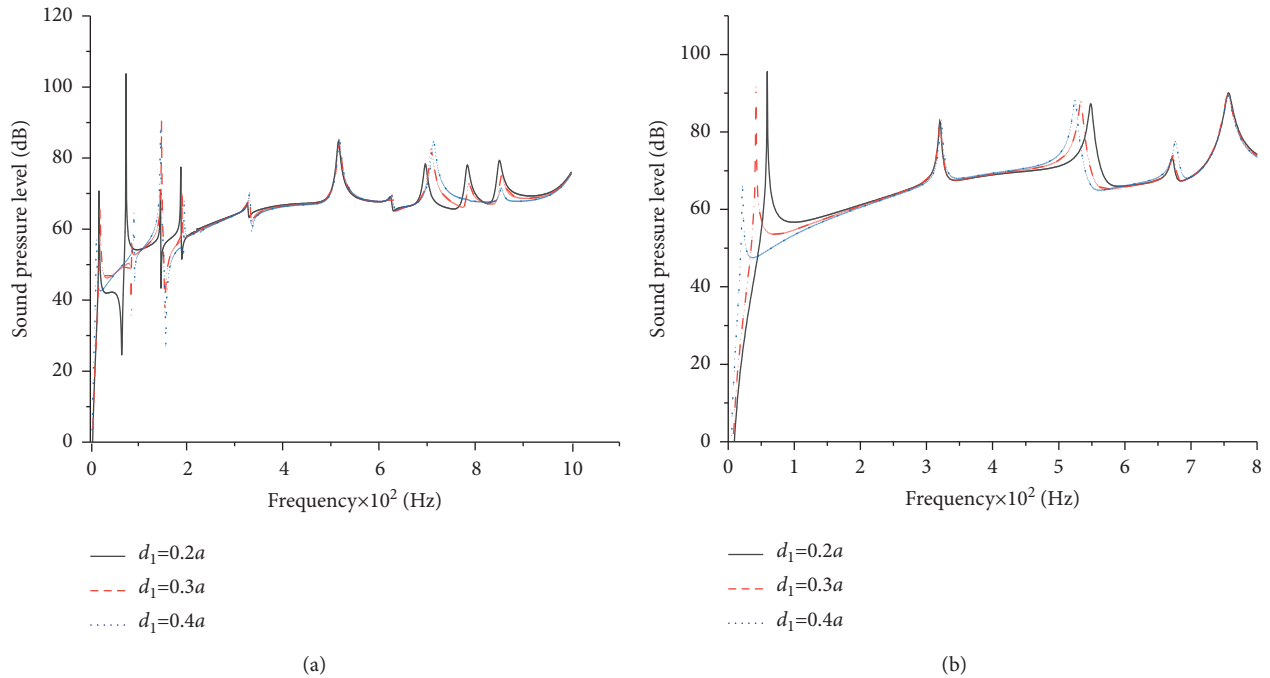 120
100
80
60
40
20
0
Sound pressure level (dB)
0 2 4 6 8 10
Frequency×10² (Hz)
d₁=0.2a
d₁=0.3a
d₁=0.4a
(a)
100
80
60
40
20
0
Sound pressure level (dB)
0 1 2 3 4 5 6 7 8
Frequency×10² (Hz)
d₁=0.2a
d₁=0.3a
d₁=0.4a
(b)